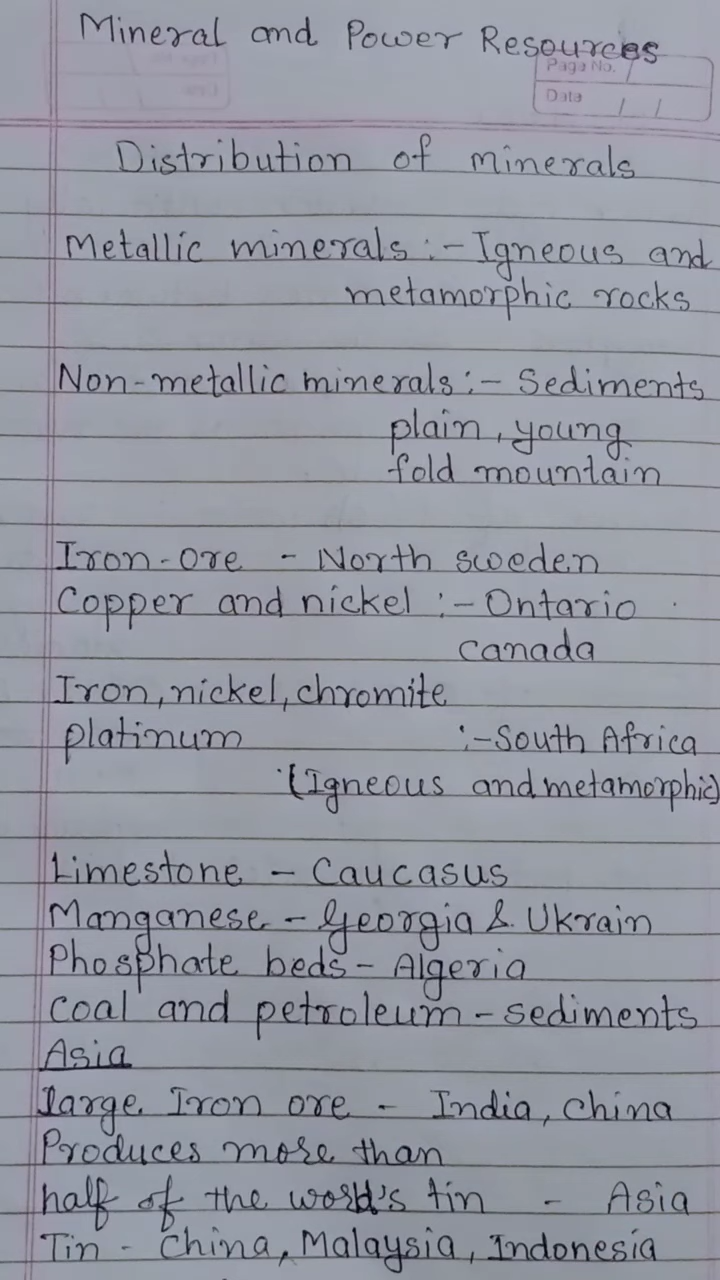 Mineral and Power Resources
Page No.
Date / /
Distribution of minerals
Metallic minerals :- Igneous and
metamorphic rocks
Non-metallic minerals :- Sediments
plain, young
fold mountain
Iron-ore - North sweden
Copper and nickel :- Ontario
canada
Iron, nickel, chromite
platinum :- South Africa
(Igneous and metamorphic)
Limestone - Caucasus
Manganese - Georgia & Ukrain
Phosphate beds - Algeria
coal and petroleum - sediments
Asia
large Iron ore - India, china
Produces more than
half of the world's tin - Asia
Tin - China, Malaysia, Indonesia